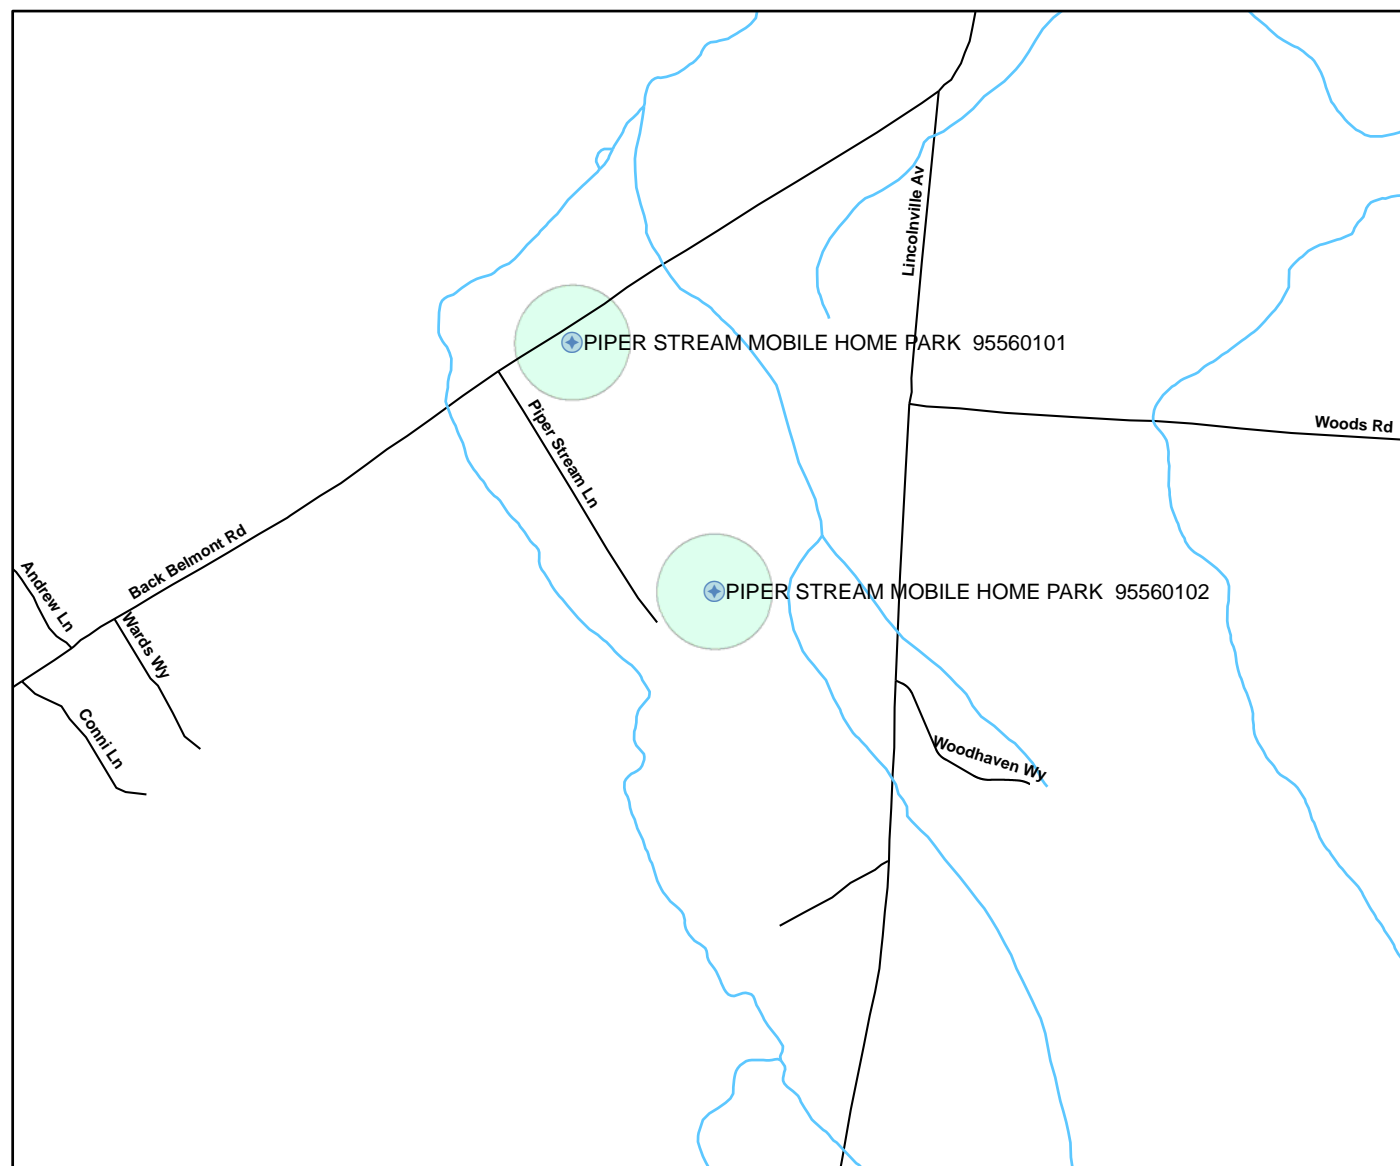 Lincolnville Av
PIPER STREAM MOBILE HOME PARK 95560101
Piper Stream Ln
Woods Rd
Back Belmont Rd
Andrew Ln
PIPER STREAM MOBILE HOME PARK 95560102
Wards Wy
Conni Ln
Woodhaven Wy